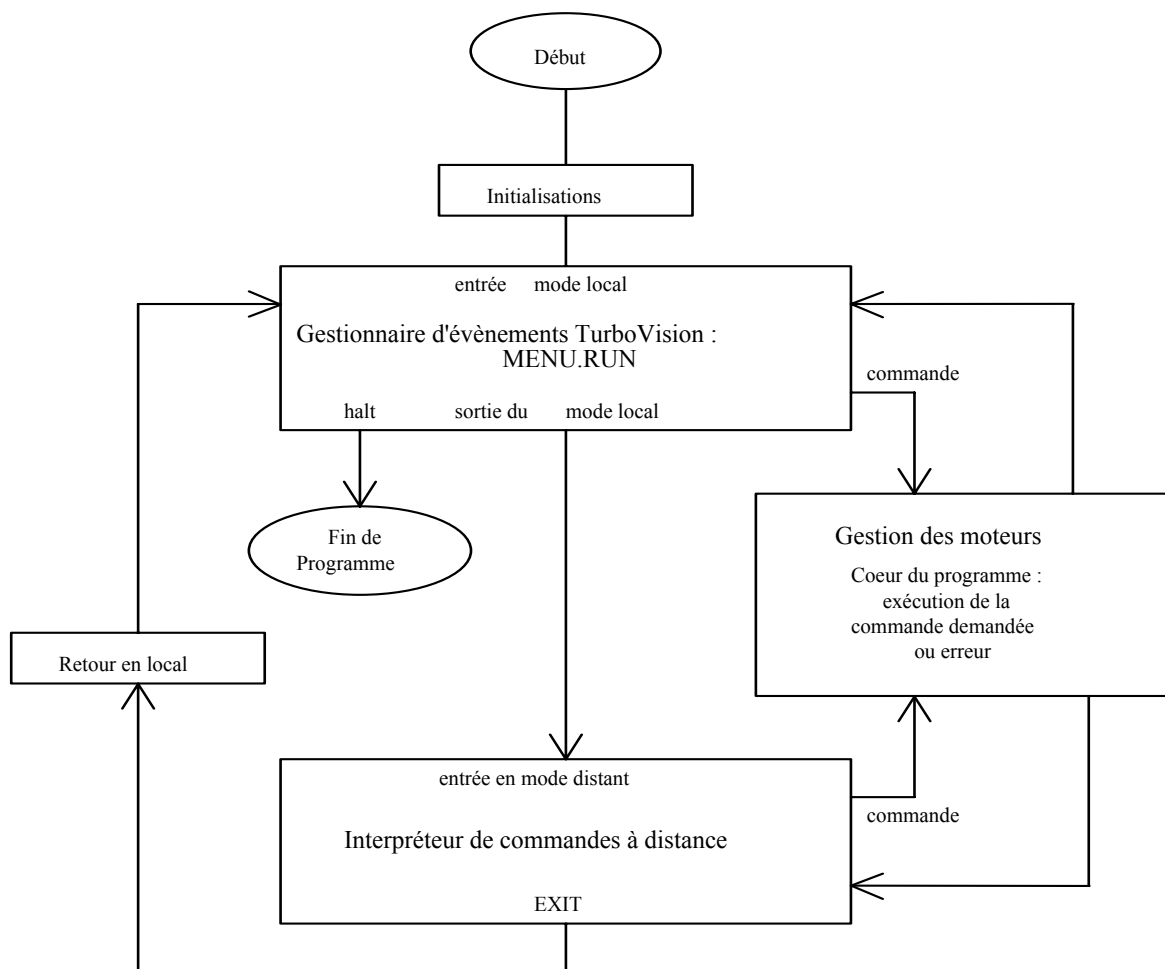 Début
Initialisations
entrée mode local
Gestionnaire d'évènements TurboVision :
MENU.RUN
commande
halt sortie du mode local
Fin de
Programme
Gestion des moteurs
Coeur du programme :
exécution de la
commande demandée
ou erreur
Retour en local
entrée en mode distant
commande
Interpréteur de commandes à distance
EXIT